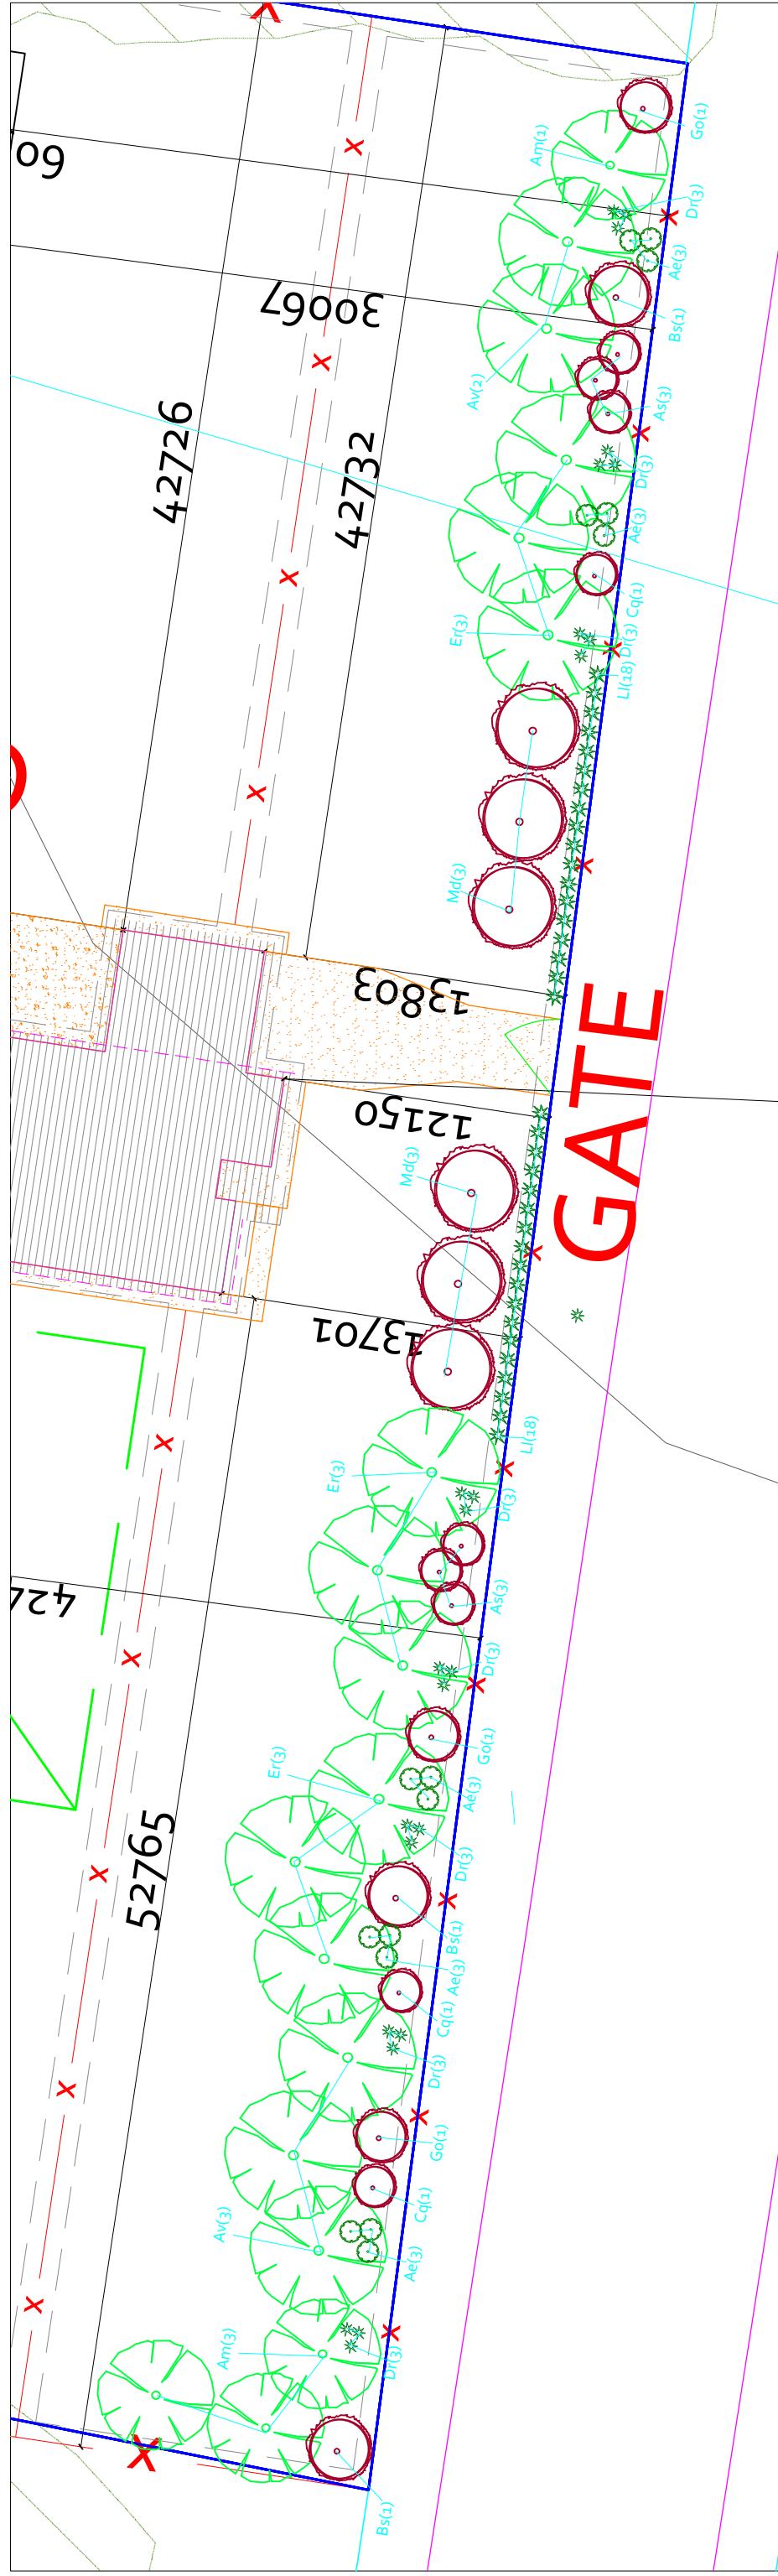 Go(1)
Am(1)
60
Dr(3)
Ae(3)
30067
Bs(1)
Av(2)
As(3)
42726
42732
Dr(3)
Ae(3)
Cq(1)
Er(3)
Dr(3)
Ll(18)
Md(3)
13803
GATE
12150
Md(3)
13701
Ll(18)
Er(3)
Dr(3)
As(3)
Dr(3)
Go(1)
Er(3)
Ae(3)
52765
Dr(3)
Bs(1)
Ae(3)
Cq(1)
Dr(3)
Go(1)
Cq(1)
Av(3)
Ae(3)
Am(3)
Dr(3)
Bs(1)